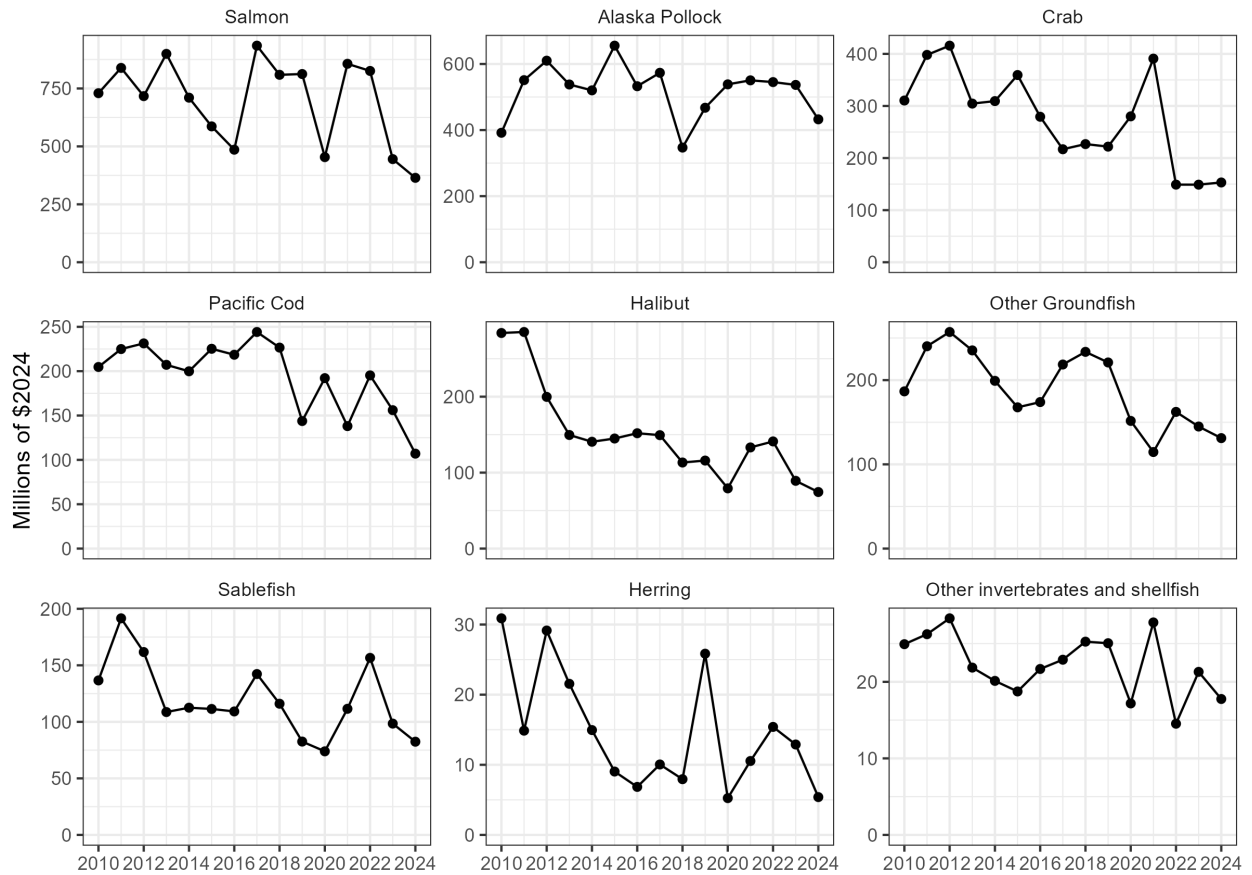 Salmon
Alaska Pollock
Crab
750
500
250
0
600
400
200
0
400
300
200
100
0
Pacific Cod
Halibut
Other Groundfish
250
200
150
100
50
0
200
100
0
200
100
0
Millions of $2024
Sablefish
Herring
Other invertebrates and shellfish
200
150
100
50
0
30
20
10
0
20
10
0
2010 2012 2014 2016 2018 2020 2022 2024
2010 2012 2014 2016 2018 2020 2022 2024
2010 2012 2014 2016 2018 2020 2022 2024